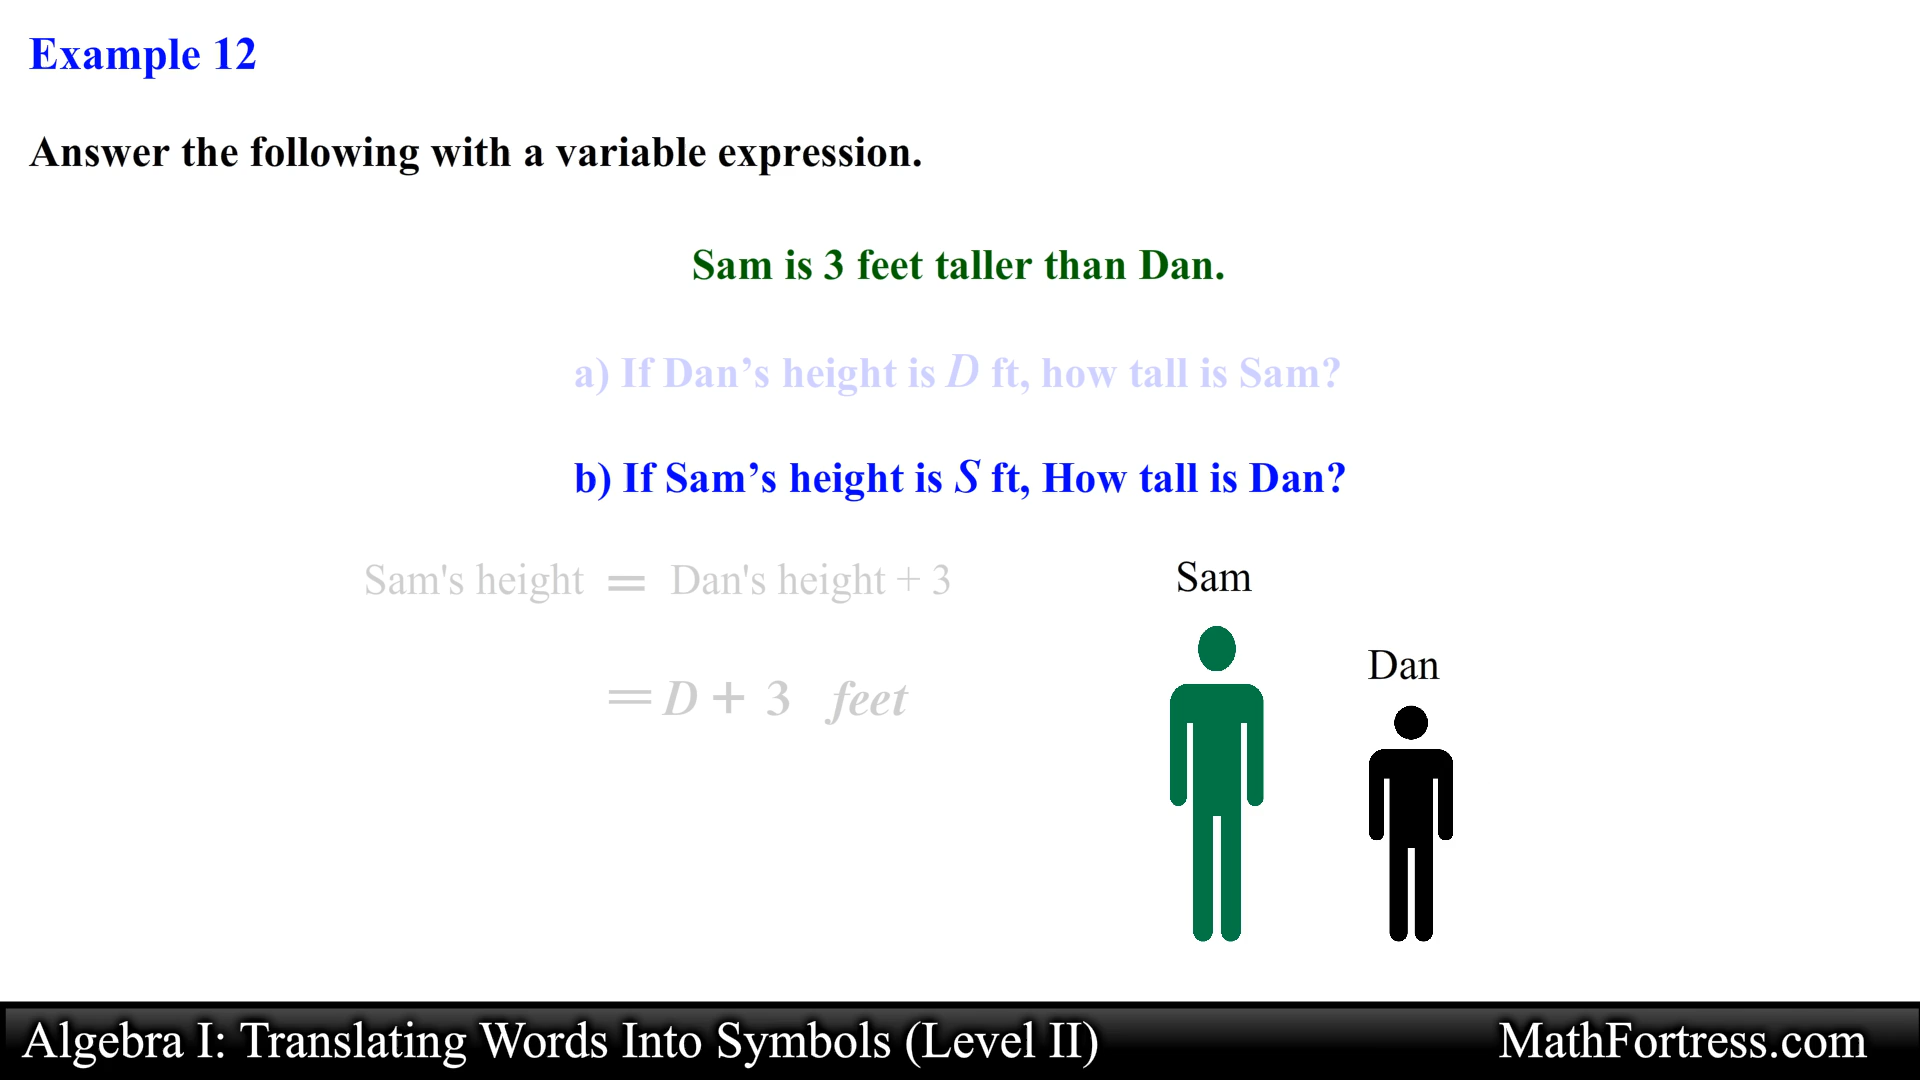 Example 12
Answer the following with a variable expression.
Sam is 3 feet taller than Dan.
a) If Dan’s height is D ft, how tall is Sam?
b) If Sam’s height is S ft, How tall is Dan?
Sam's height = Dan's height + 3
= D + 3 feet
Sam
Dan
Algebra I: Translating Words Into Symbols (Level II)
MathFortress.com